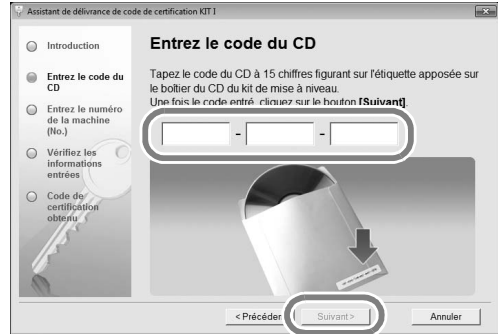 Assistant de délivrance de code de certification KIT I
Introduction
Entrez le code du
CD
Entrez le numéro
de la machine
(No.)
Vérifiez les
informations
entrées
Code de
certification
obtenu
Entrez le code du CD
Tapez le code du CD à 15 chiffres figurant sur l'étiquette apposée sur
le boîtier du CD du kit de mise à niveau.
Une fois le code entré, cliquez sur le bouton [Suivant].
- -
< Précéder Suivant > Annuler